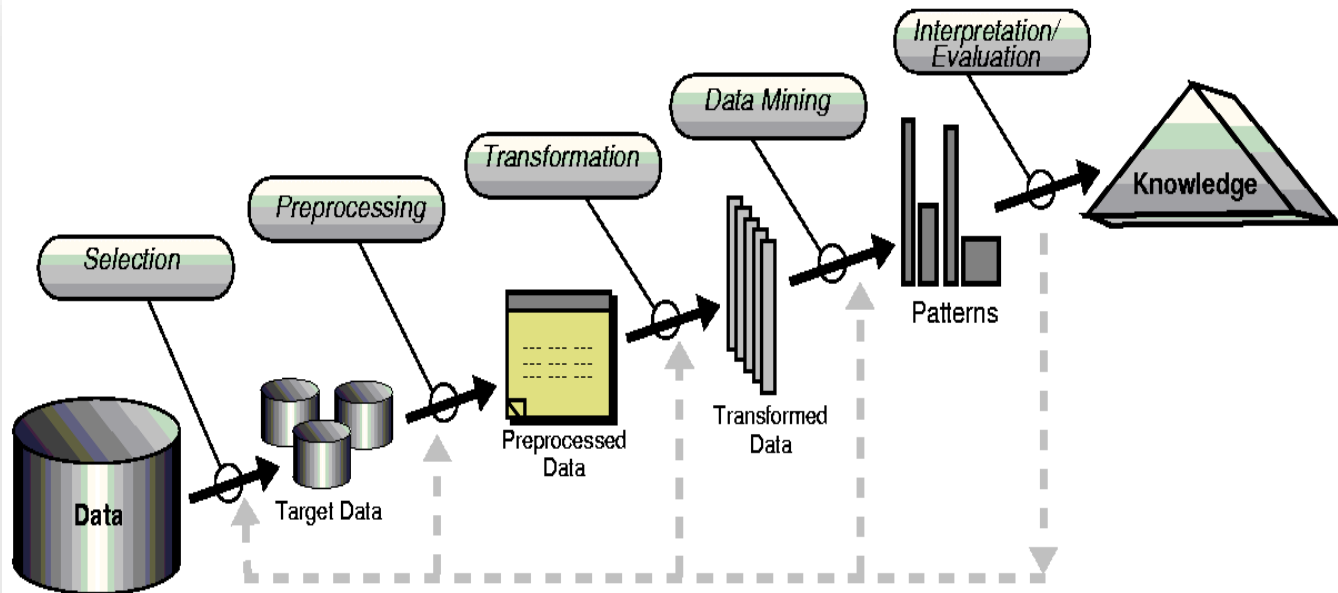 Interpretation/
Evaluation
Data Mining
Transformation
Preprocessing
Selection
Knowledge
Patterns
Transformed
Data
Preprocessed
Data
Target Data
Data